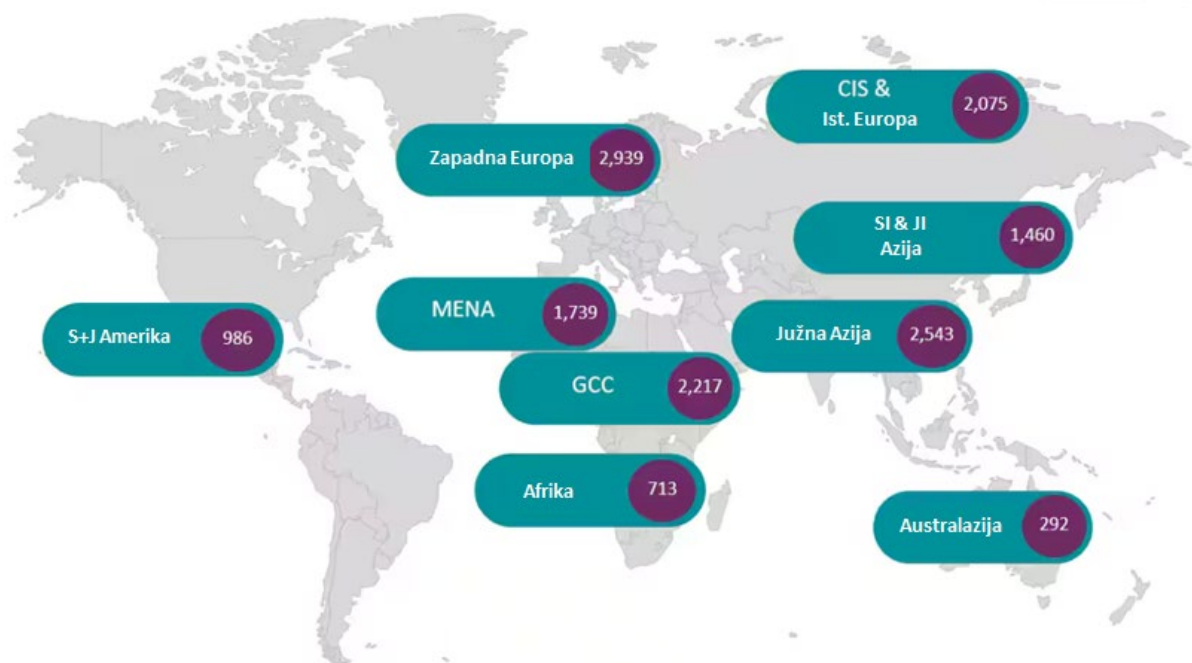 CIS &
Ist. Europa
2,075
Zapadna Europa
2,939
SI & JI
Azija
1,460
MENA
1,739
S+J Amerika
986
Južna Azija
2,543
GCC
2,217
Afrika
713
Australazija
292